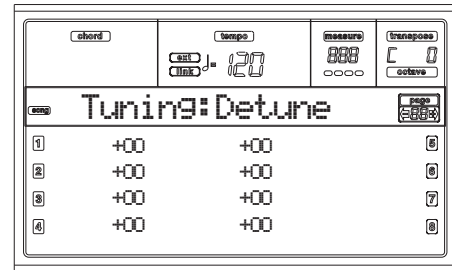 chord tempo measure transpose
ext link ♩= 120 888 C 0
octave
song Tuning:Detune page 88
1 +00 +00 5
2 +00 +00 6
3 +00 +00 7
4 +00 +00 8